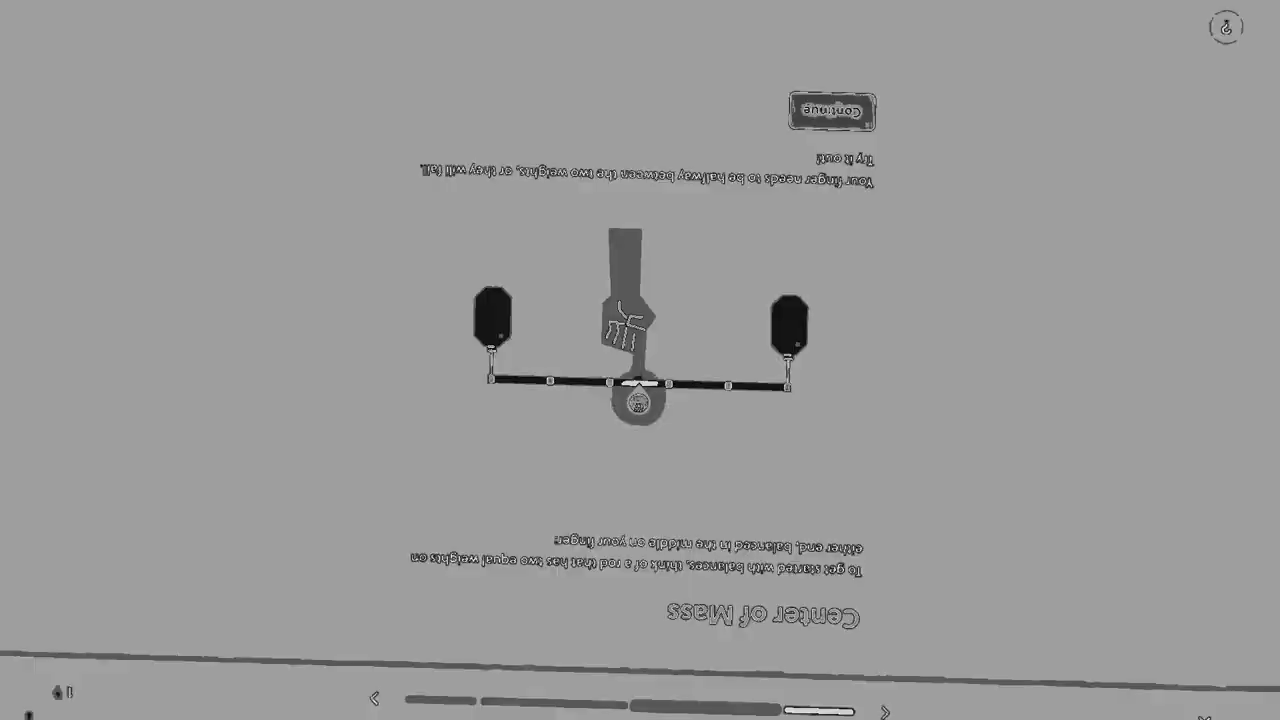 Center of Mass
To get started with balances, think of a rod that has two equal weights on
either end, balanced in the middle on your finger:
Your finger needs to be halfway between the two weights, or they will fall.
Try it out!
Continue
?